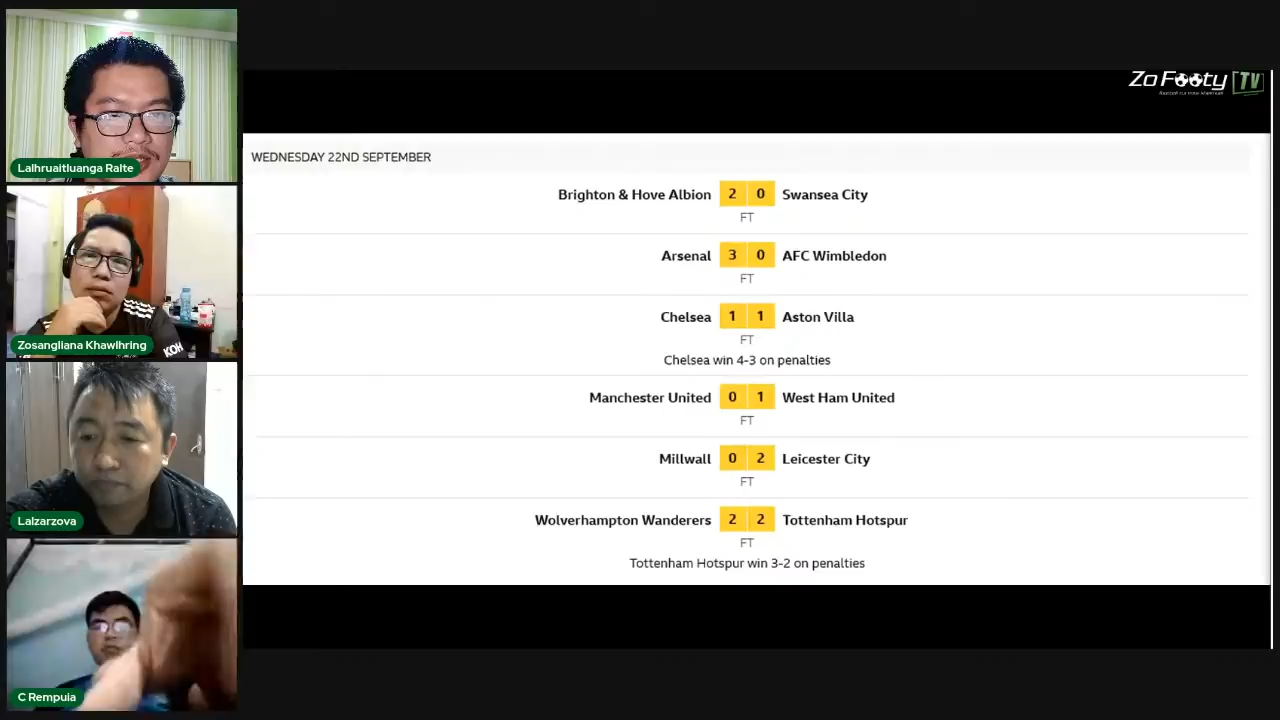 Lalhruaitluanga Ralte
Zosangliana Khawlhring
KOH
Lalzarzova
C Rempuia
Zo Footy TV
WEDNESDAY 22ND SEPTEMBER
Brighton & Hove Albion 2 0 Swansea City
FT
Arsenal 3 0 AFC Wimbledon
FT
Chelsea 1 1 Aston Villa
FT
Chelsea win 4-3 on penalties
Manchester United 0 1 West Ham United
FT
Millwall 0 2 Leicester City
FT
Wolverhampton Wanderers 2 2 Tottenham Hotspur
FT
Tottenham Hotspur win 3-2 on penalties